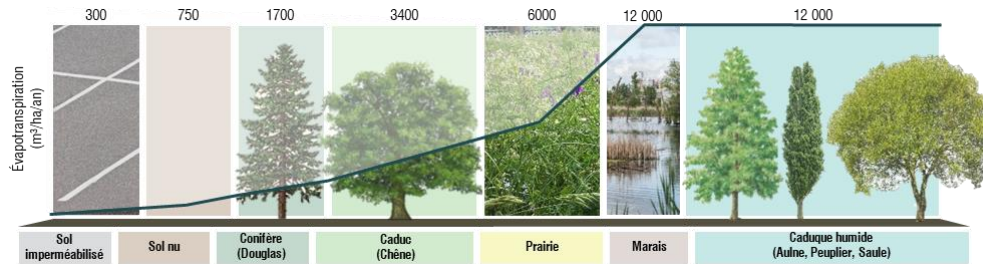 300 750 1700 3400 6000 12 000 12 000
Évapotranspiration
(m³/ha/an)
Sol
imperméabilisé
Sol nu
Conifère
(Douglas)
Caduc
(Chêne)
Prairie
Marais
Caduque humide
(Aulne, Peuplier, Saule)